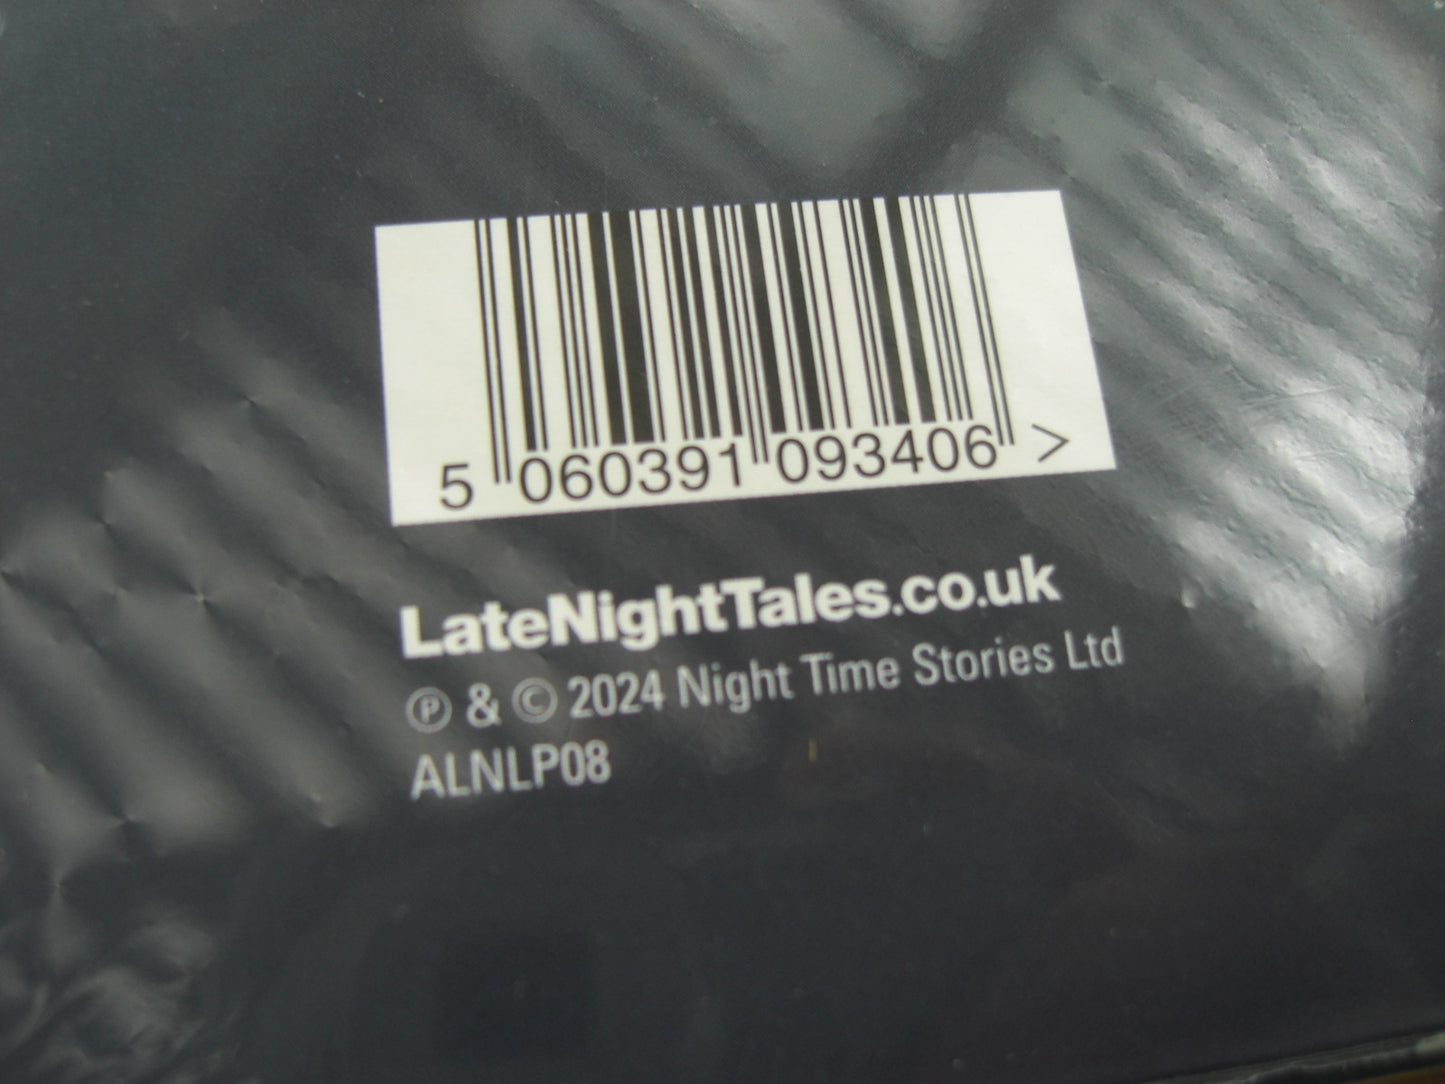 5 060391 093406 >
LateNightTales.co.uk
℗ & © 2024 Night Time Stories Ltd
ALNLP08